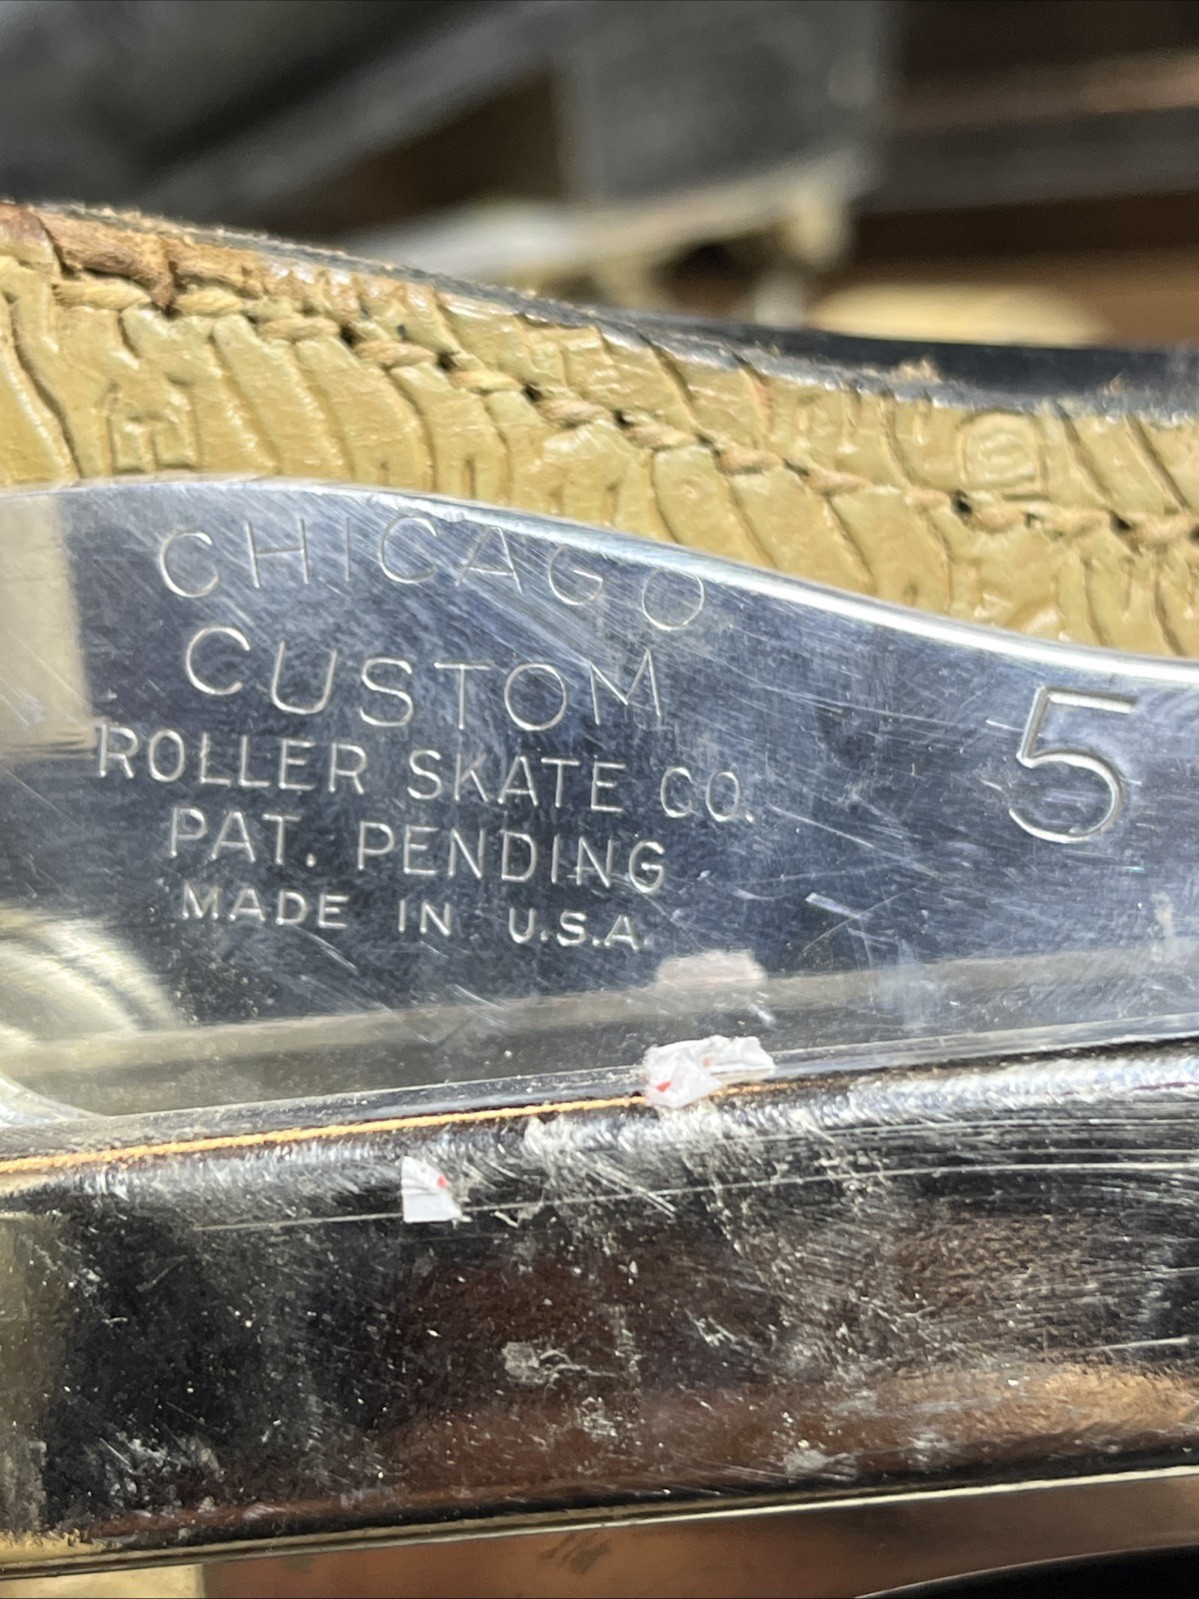 CHICAGO
CUSTOM
ROLLER SKATE CO.
PAT. PENDING
MADE IN U.S.A.
5